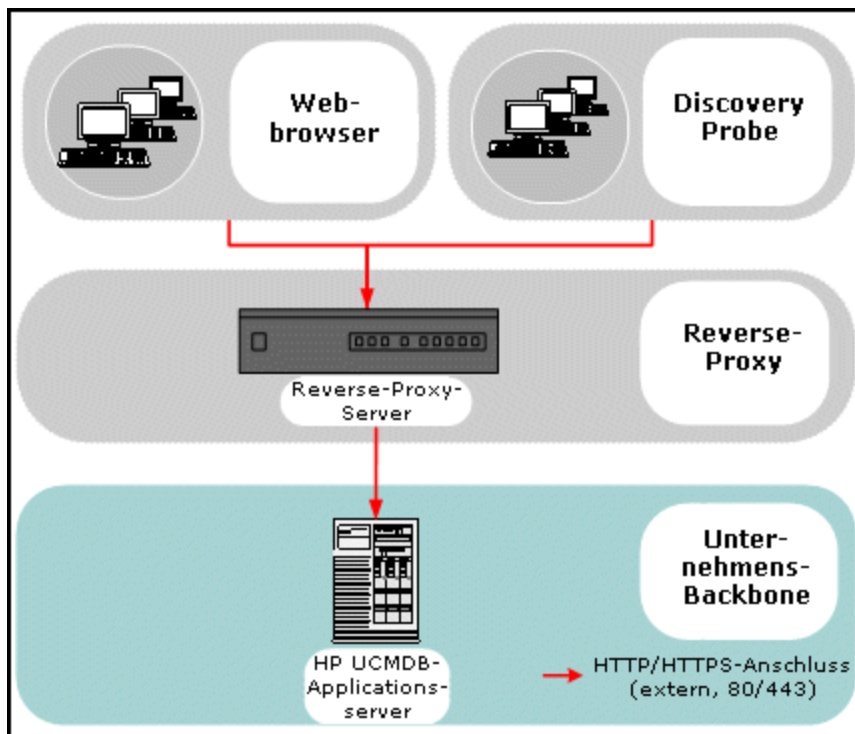 Web-
browser
Discovery
Probe
Reverse-
Proxy
Reverse-Proxy-
Server
Unter-
nehmens-
Backbone
HP UCMDB-
Applications-
server
HTTP/HTTPS-Anschluss
(extern, 80/443)